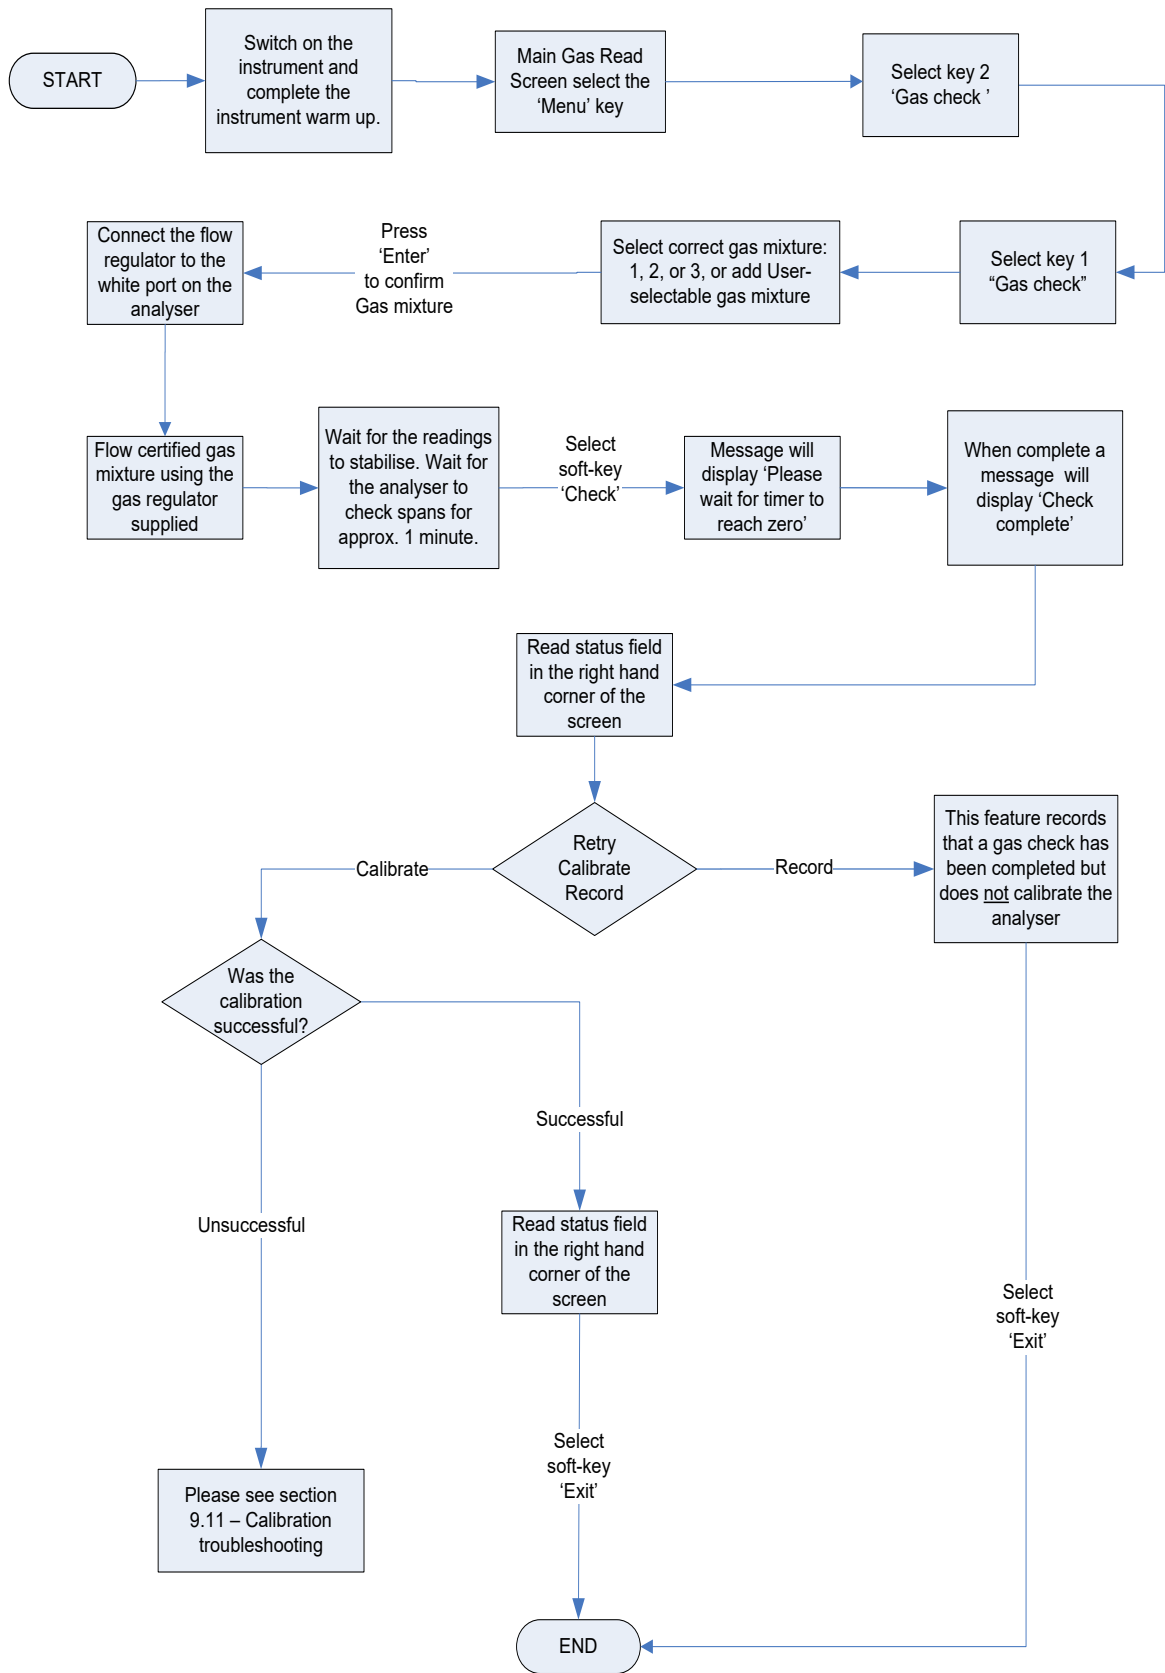 START
Switch on the
instrument and
complete the
instrument warm up.
Main Gas Read
Screen select the
‘Menu’ key
Select key 2
‘Gas check ’
Connect the flow
regulator to the
white port on the
analyser
Press
‘Enter’
to confirm
Gas mixture
Select correct gas mixture:
1, 2, or 3, or add User-
selectable gas mixture
Select key 1
“Gas check”
Flow certified gas
mixture using the
gas regulator
supplied
Wait for the readings
to stabilise. Wait for
the analyser to
check spans for
approx. 1 minute.
Select
soft-key
‘Check’
Message will
display ‘Please
wait for timer to
reach zero’
When complete a
message will
display ‘Check
complete’
Read status field
in the right hand
corner of the
screen
Retry
Calibrate
Record
Calibrate
Record
This feature records
that a gas check has
been completed but
does not calibrate the
analyser
Was the
calibration
successful?
Successful
Unsuccessful
Read status field
in the right hand
corner of the
screen
Select
soft-key
‘Exit’
Select
soft-key
‘Exit’
Please see section
9.11 – Calibration
troubleshooting
END